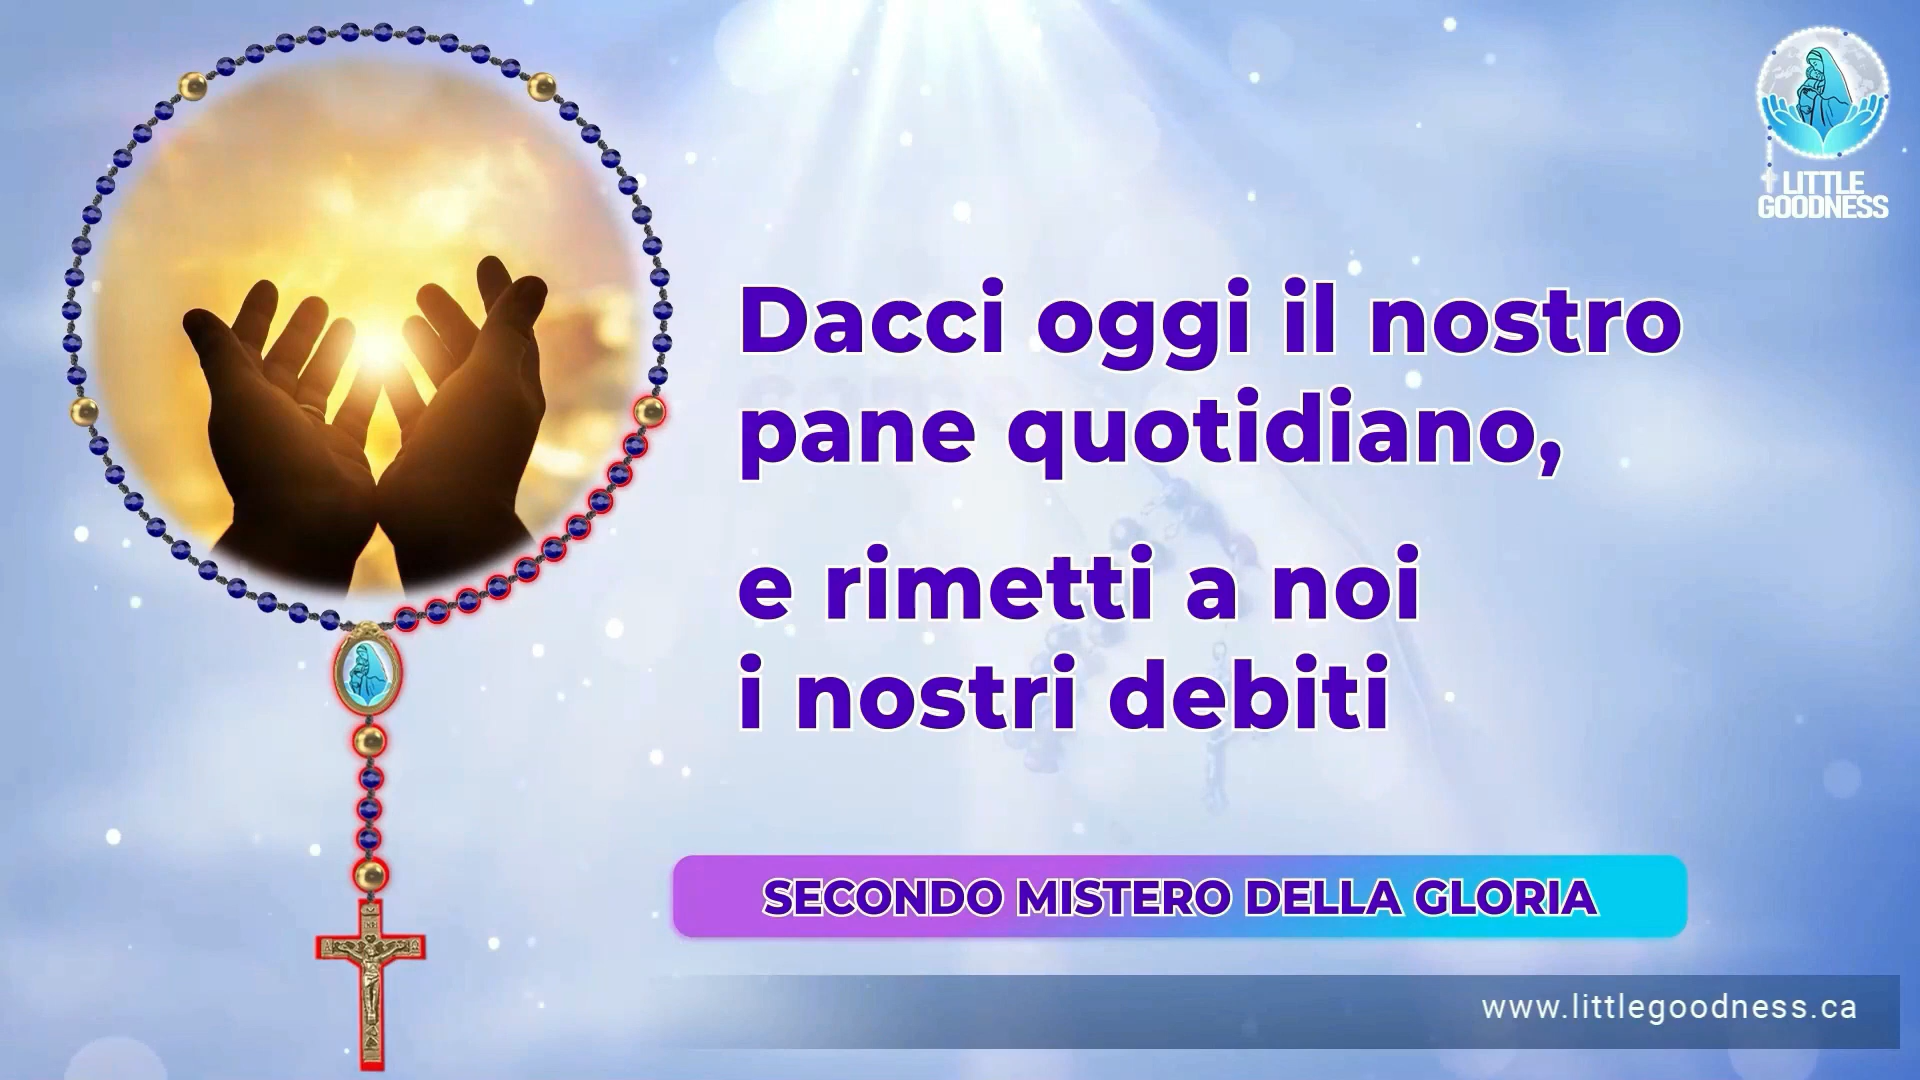 LITTLE
GOODNESS
Dacci oggi il nostro
pane quotidiano,
e rimetti a noi
i nostri debiti
SECONDO MISTERO DELLA GLORIA
www.littlegoodness.ca